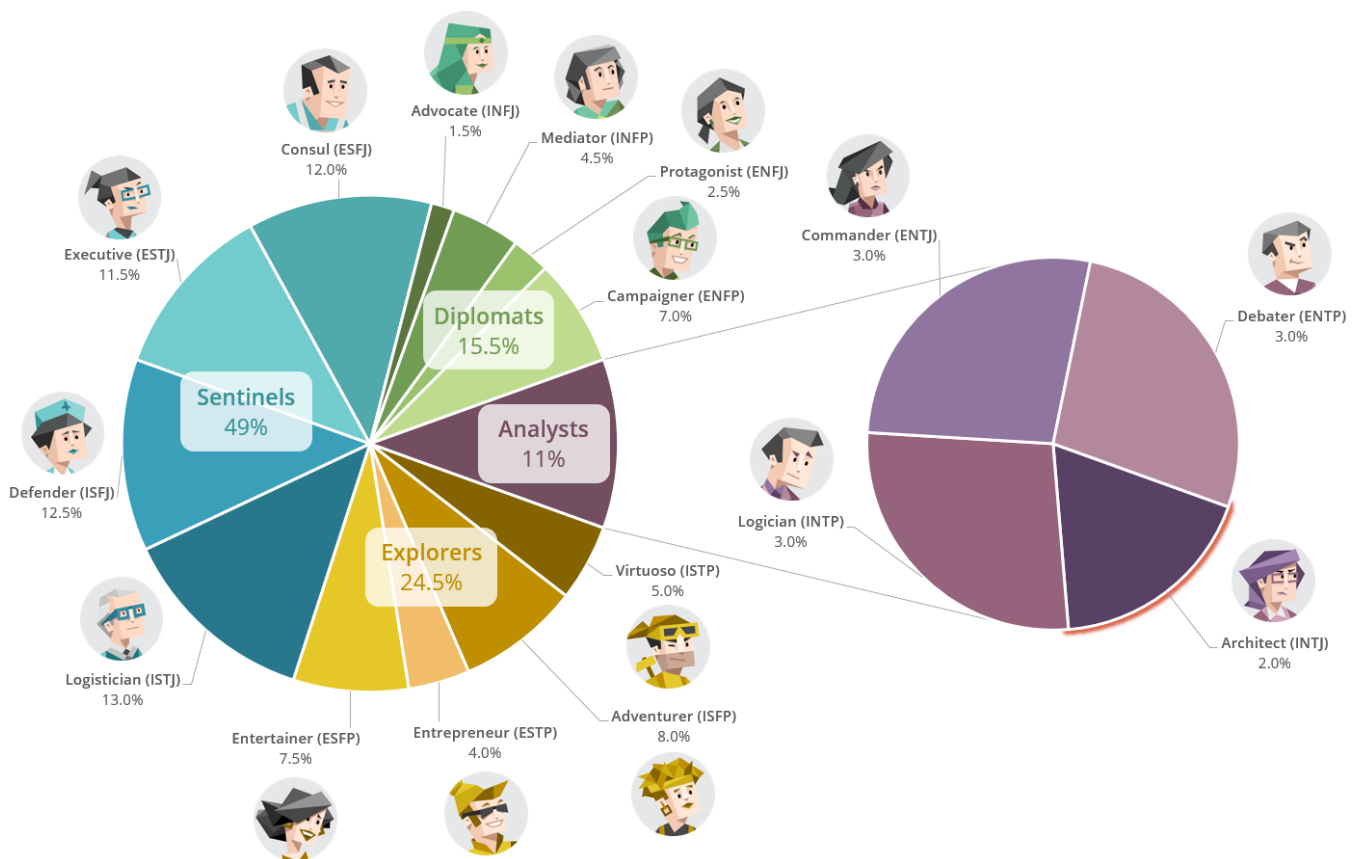 Advocate (INFJ)
1.5%
Mediator (INFP)
4.5%
Consul (ESFJ)
12.0%
Protagonist (ENFJ)
2.5%
Executive (ESTJ)
11.5%
Commander (ENTJ)
3.0%
Campaigner (ENFP)
7.0%
Debater (ENTP)
3.0%
Diplomats
15.5%
Sentinels
49%
Analysts
11%
Defender (ISFJ)
12.5%
Logician (INTP)
3.0%
Explorers
24.5%
Virtuoso (ISTP)
5.0%
Architect (INTJ)
2.0%
Logistician (ISTJ)
13.0%
Adventurer (ISFP)
8.0%
Entertainer (ESFP)
7.5%
Entrepreneur (ESTP)
4.0%